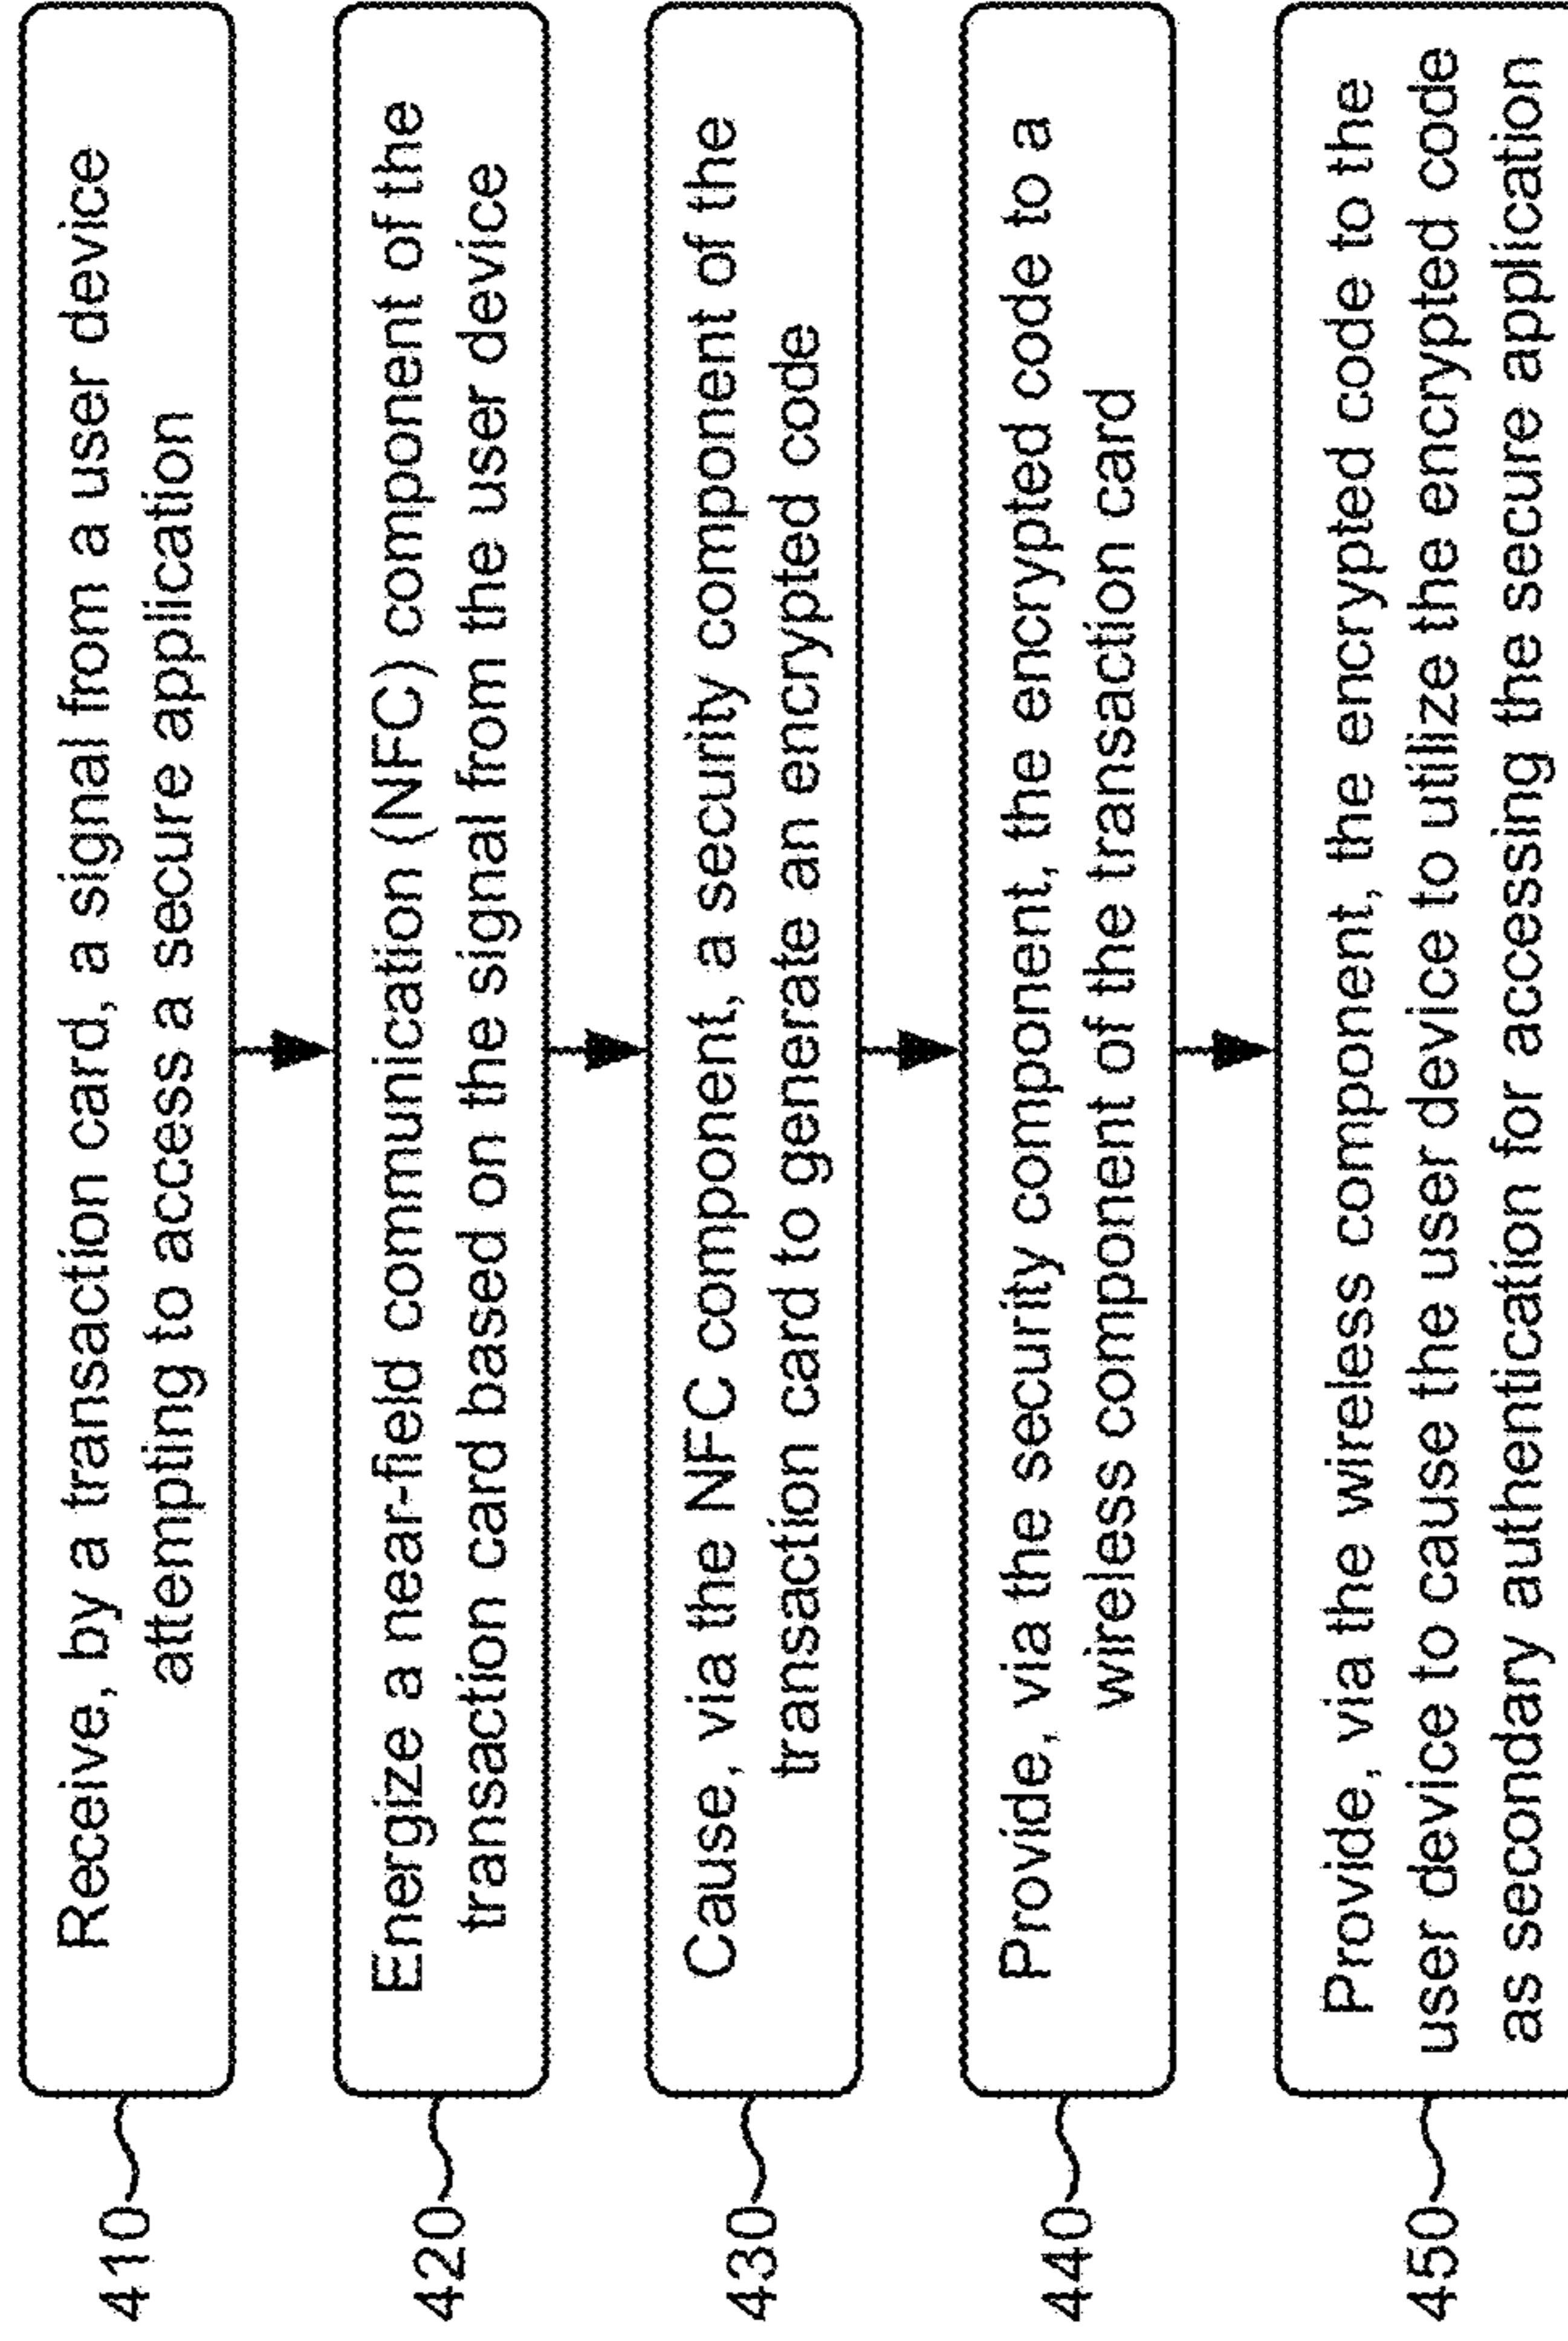 410
Receive, by a transaction card, a signal from a user device
attempting to access a secure application
420
Energize a near-field communication (NFC) component of the
transaction card based on the signal from the user device
430
Cause, via the NFC component, a security component of the
transaction card to generate an encrypted code
440
Provide, via the security component, the encrypted code to a
wireless component of the transaction card
450
Provide, via the wireless component, the encrypted code to the
user device to cause the user device to utilize the encrypted code
as secondary authentication for accessing the secure application